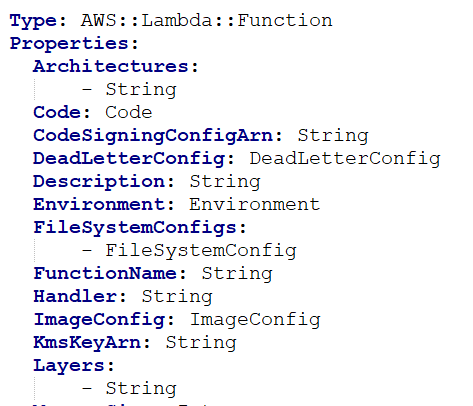 Type: AWS::Lambda::Function
Properties:
Architectures:
- String
Code: Code
CodeSigningConfigArn: String
DeadLetterConfig: DeadLetterConfig
Description: String
Environment: Environment
FileSystemConfigs:
- FileSystemConfig
FunctionName: String
Handler: String
ImageConfig: ImageConfig
KmsKeyArn: String
Layers:
- String